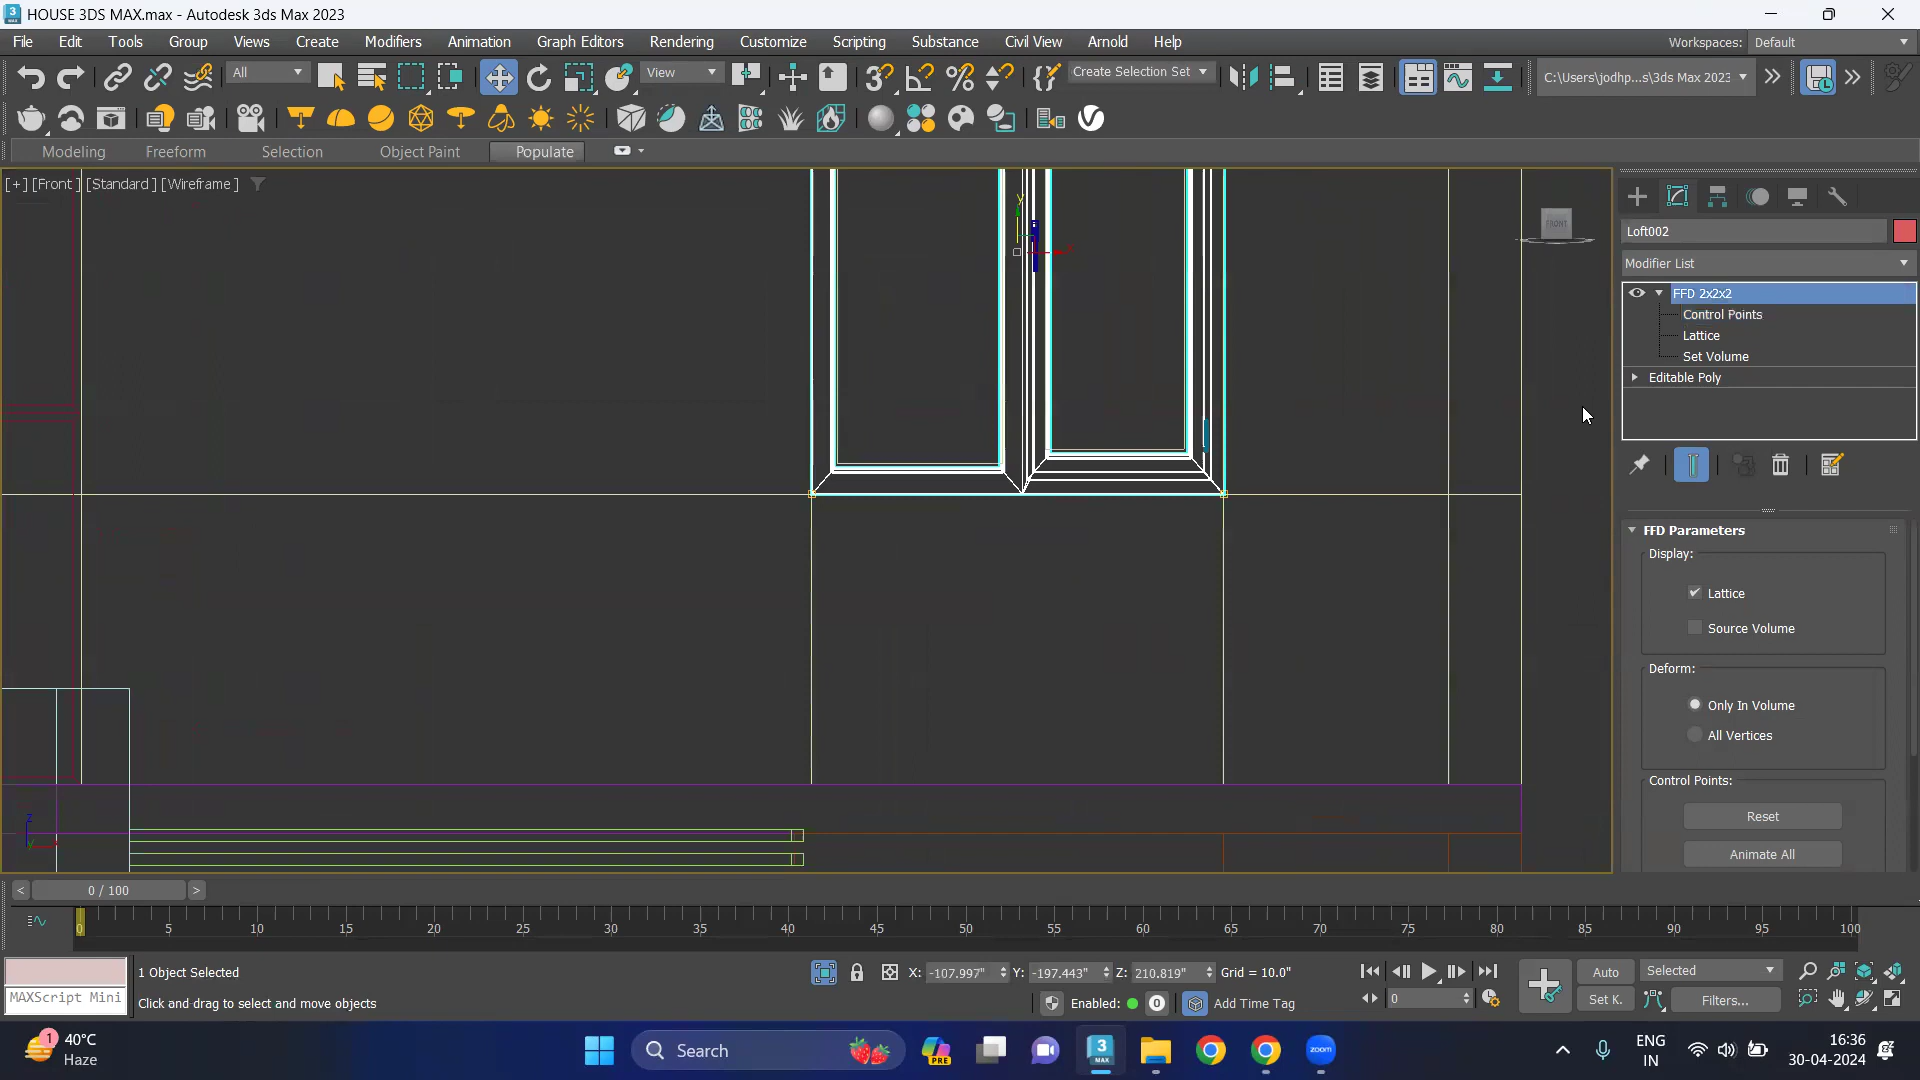 HOUSE 3DS MAX.max - Autodesk 3ds Max 2023
File Edit Tools Group Views Create Modifiers Animation Graph Editors Rendering Customize Scripting Substance Civil View Arnold Help
Workspaces: Default
All
View
Create Selection Set
C:\Users\jodhp...s\3ds Max 2023
Modeling Freeform Selection Object Paint Populate
[+] [Front] [Standard] [Wireframe]
FRONT
y
Loft002
Modifier List
FFD 2x2x2
Control Points
Lattice
Set Volume
Editable Poly
FFD Parameters
Display:
Lattice
Source Volume
Deform:
Only In Volume
All Vertices
Control Points:
Reset
Animate All
z
y
< 0 / 100 >
0 5 10 15 20 25 30 35 40 45 50 55 60 65 70 75 80 85 90 95 100
MAXScript Mini
1 Object Selected
Click and drag to select and move objects
X: -107.997" Y: -197.443" Z: 210.819" Grid = 10.0"
Enabled: 0 Add Time Tag
0
Auto Selected
Set K. Filters...
1
40°C
Haze
Search
PRE
3
MAX
zoom
ENG
IN
16:36
30-04-2024